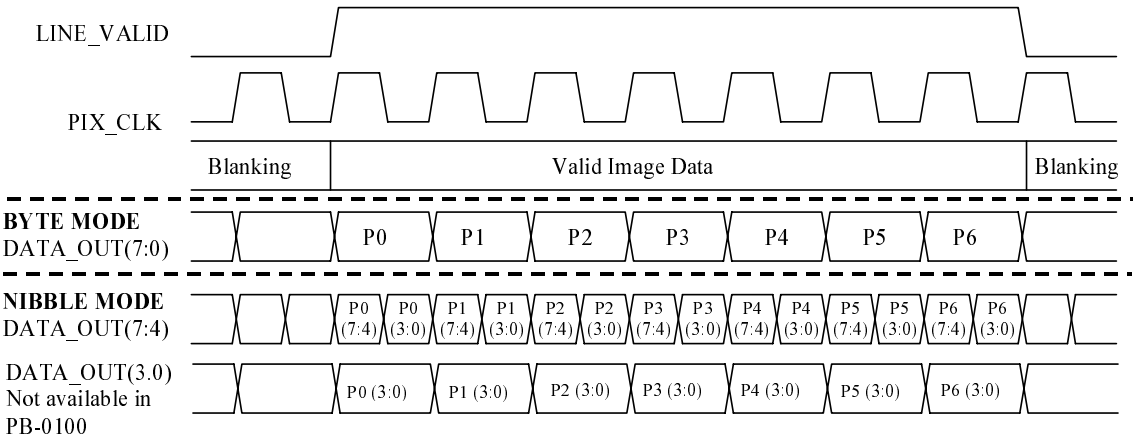 LINE_VALID
PIX_CLK
Blanking Valid Image Data Blanking
BYTE MODE
DATA_OUT(7:0)
P0 P1 P2 P3 P4 P5 P6
NIBBLE MODE
DATA_OUT(7:4)
P0 P0 P1 P1 P2 P2 P3 P3 P4 P4 P5 P5 P6 P6
(7:4) (3:0) (7:4) (3:0) (7:4) (3:0) (7:4) (3:0) (7:4) (3:0) (7:4) (3:0) (7:4) (3:0)
DATA_OUT(3.0)
Not available in
PB-0100
P0 (3:0) P1 (3:0) P2 (3:0) P3 (3:0) P4 (3:0) P5 (3:0) P6 (3:0)